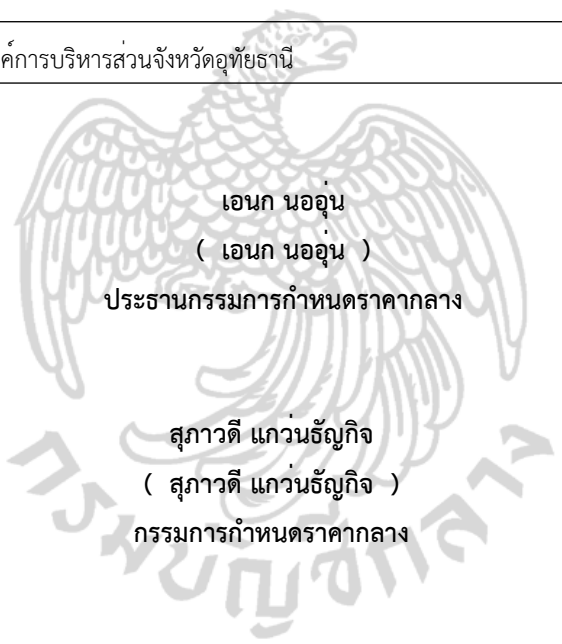 ค์การบริหารส่วนจังหวัดอุทัยธานี
เอนก นออุ่น
( เอนก นออุ่น )
ประธานกรรมการกำหนดราคากลาง
สุภาวดี แกว่นธัญกิจ
( สุภาวดี แกว่นธัญกิจ )
กรรมการกำหนดราคากลาง
กรมบัญชีกลาง